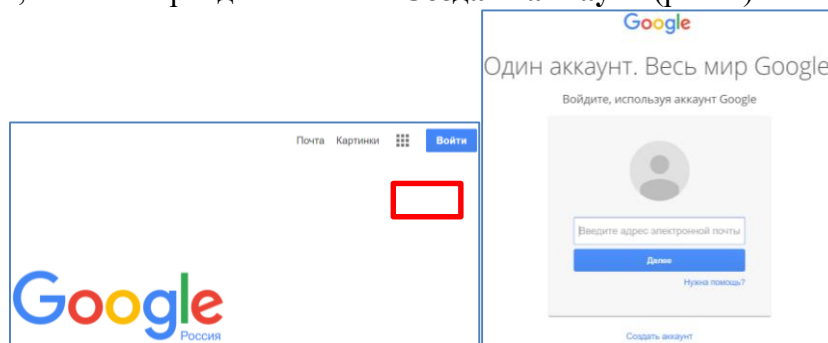 Почта Картинки Войти
Google
Россия
Google
Один аккаунт. Весь мир Google
Войдите, используя аккаунт Google
Введите адрес электронной почты
Далее
Нужна помощь?
Создать аккаунт